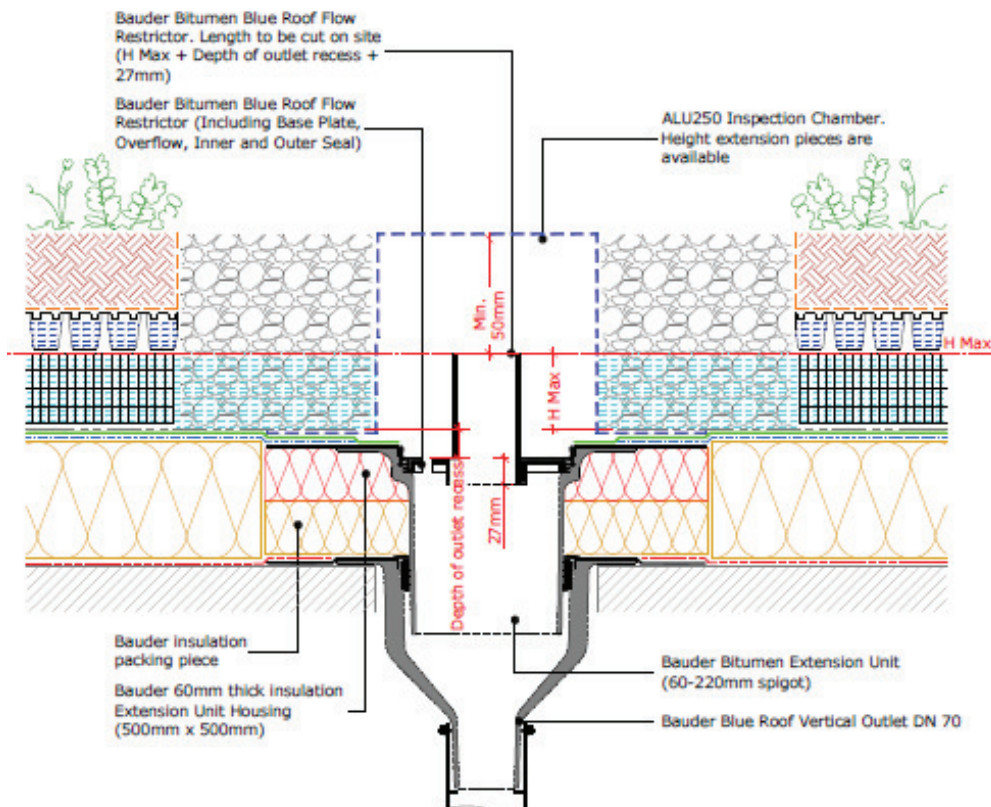 Bauder Bitumen Blue Roof Flow
Restrictor. Length to be cut on site
(H Max + Depth of outlet recess +
27mm)
Bauder Bitumen Blue Roof Flow
Restrictor (Including Base Plate,
Overflow, Inner and Outer Seal)
ALU250 Inspection Chamber.
Height extension pieces are
available
Min.
50mm
H Max
H Max
Depth of outlet recess
27mm
Bauder insulation
packing piece
Bauder 60mm thick insulation
Extension Unit Housing
(500mm x 500mm)
Bauder Bitumen Extension Unit
(60-220mm spigot)
Bauder Blue Roof Vertical Outlet DN 70